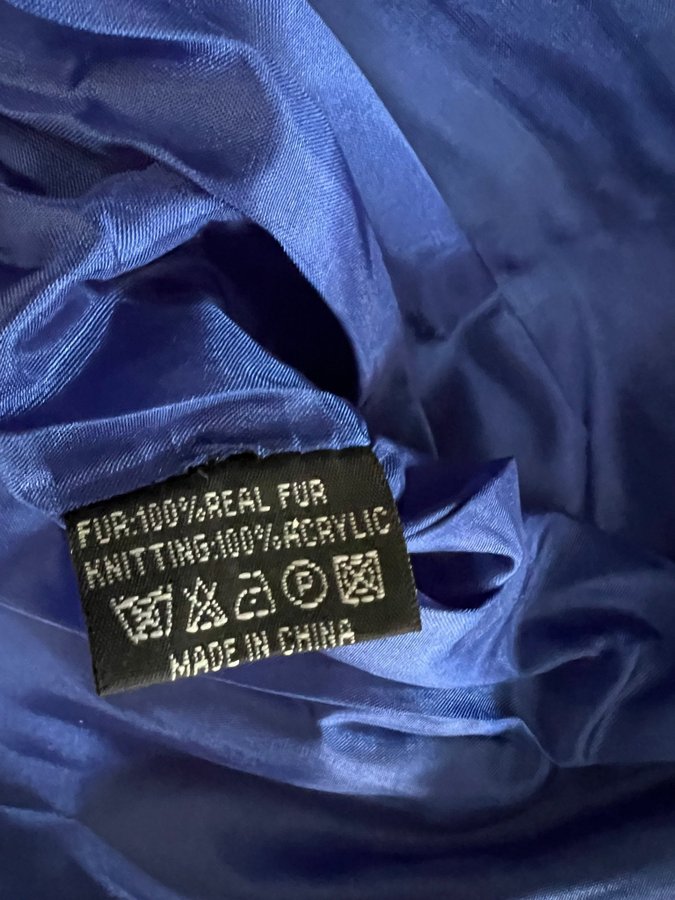 FUR:100%REAL FUR
KNITTING:100%ACRYLIC
P
MADE IN CHINA